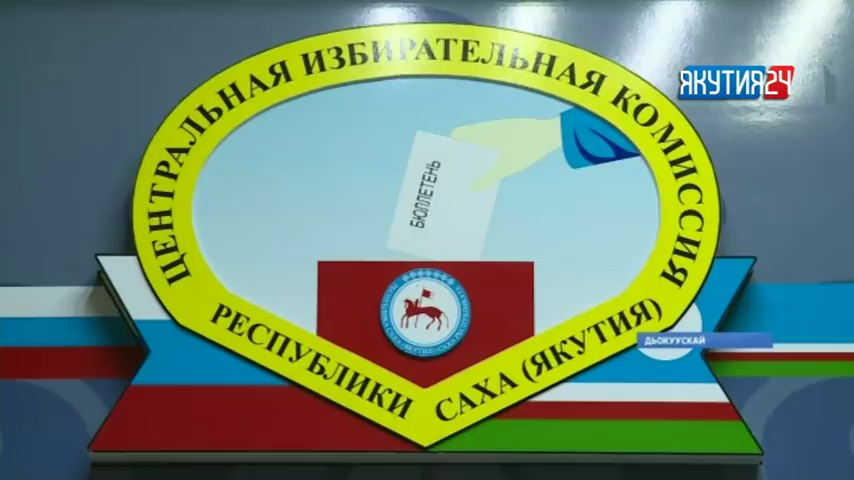 ЦЕНТРАЛЬНАЯ ИЗБИРАТЕЛЬНАЯ КОМИССИЯ
ЯКУТИЯ24
БЮЛЛЕТЕНЬ
РЕСПУБЛИКИ САХА (ЯКУТИЯ)
ДЬОКУУСКАЙ